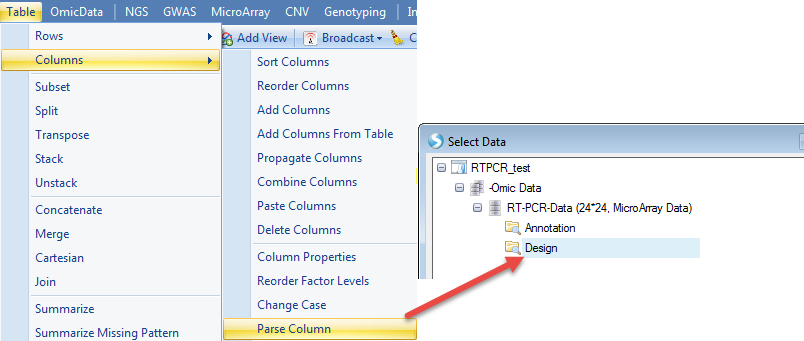 Table OmicData NGS GWAS MicroArray CNV Genotyping
Add View Broadcast
Rows
Columns
Subset
Split
Transpose
Stack
Unstack
Concatenate
Merge
Cartesian
Join
Summarize
Summarize Missing Pattern
Sort Columns
Reorder Columns
Add Columns
Add Columns From Table
Propagate Columns
Combine Columns
Paste Columns
Delete Columns
Column Properties
Reorder Factor Levels
Change Case
Parse Column
Select Data
RTPCR_test
-Omic Data
RT-PCR-Data (24*24, MicroArray Data)
Annotation
Design